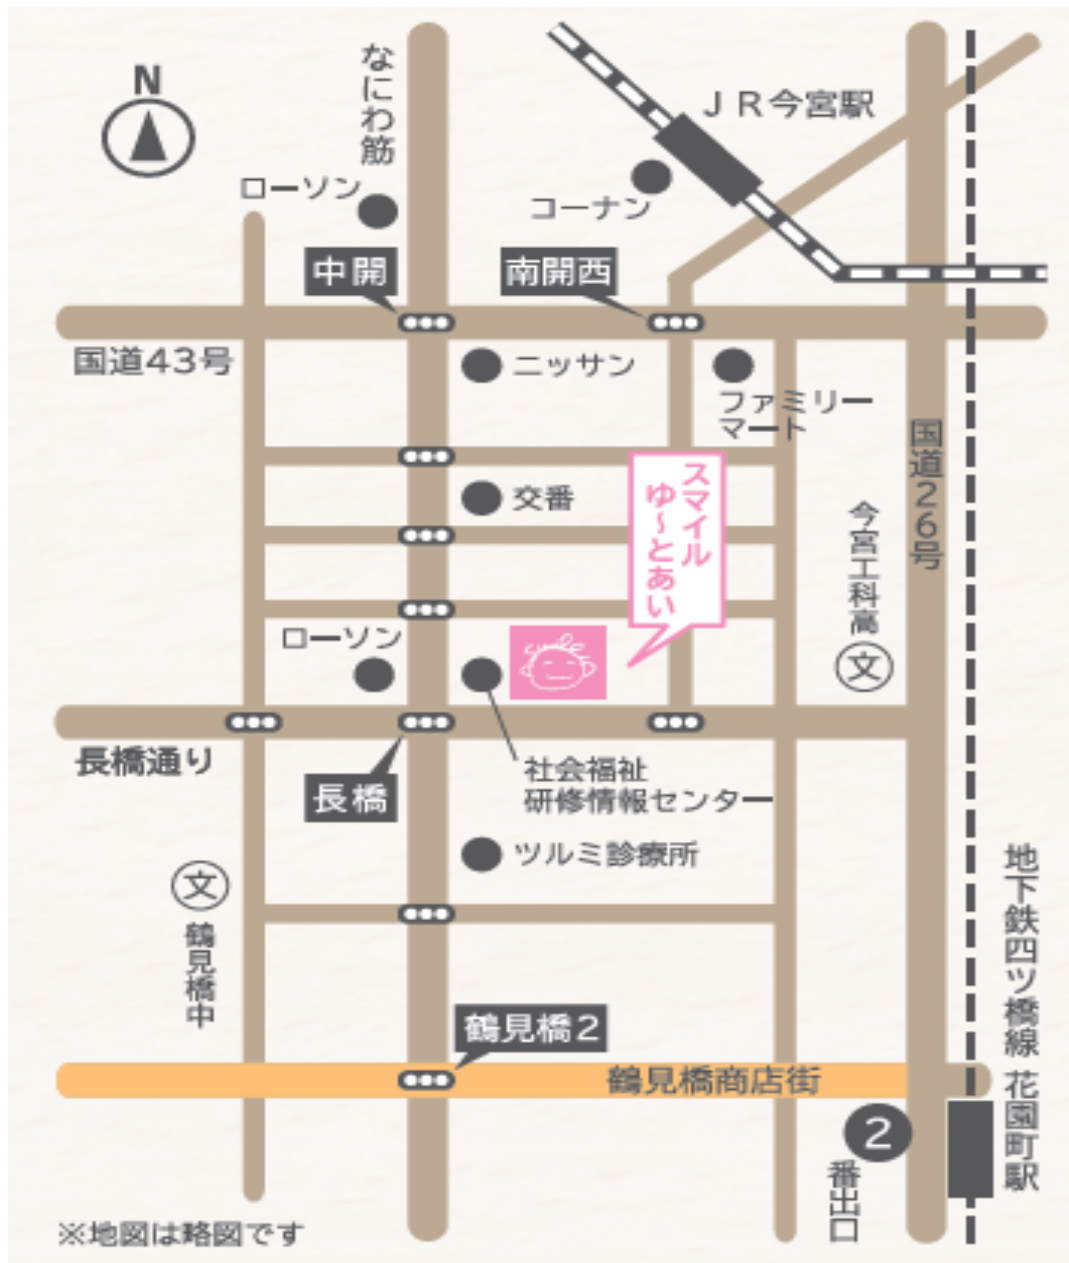 N
なにわ筋
ＪＲ今宮駅
ローソン
コーナン
中開
南開西
国道43号
ニッサン
ファミリー
マート
国道26号
スマイル
ゆ～とあい
交番
今宮工科高
文
ローソン
smile
長橋通り
長橋
社会福祉
研修情報センター
ツルミ診療所
文
鶴見橋中
地下鉄四ツ橋線 花園町駅
鶴見橋2
鶴見橋商店街
2
番出口
※地図は略図です